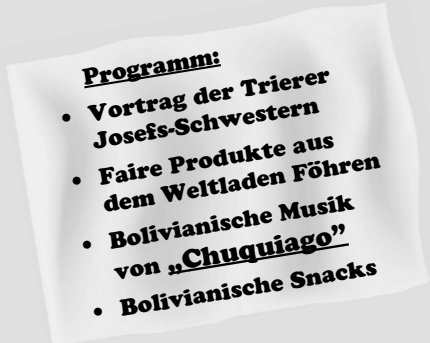 Programm:
• Vortrag der Trierer
Josefs-Schwestern
• Faire Produkte aus
dem Weltladen Föhren
• Bolivianische Musik
von „Chuquiago”
• Bolivianische Snacks